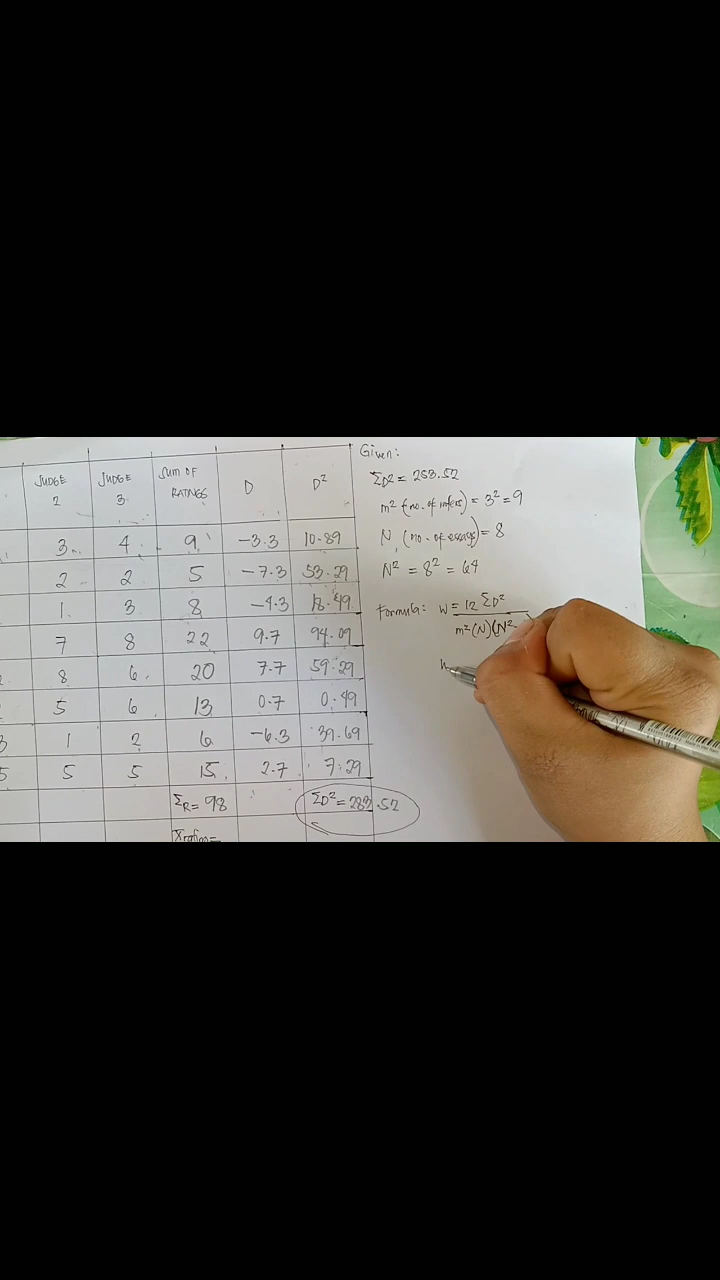 JUDGE 2 JUDGE 3 SUM OF RATINGS D D²
3 4 9 -3.3 10.89
2 2 5 -7.3 53.29
1 3 8 -4.3 18.49
7 8 22 9.7 94.09
8 6 20 7.7 59.29
5 6 13 0.7 0.49
3 1 2 6 -6.3 39.69
5 5 5 15 2.7 7.29
ΣR = 98 ΣD² = 283.52
Given:
ΣD² = 283.52
m² (no. of raters) = 3² = 9
N (no. of essays) = 8
N² = 8² = 64
Formula: W = 12 ΣD²
m² (N)(N²